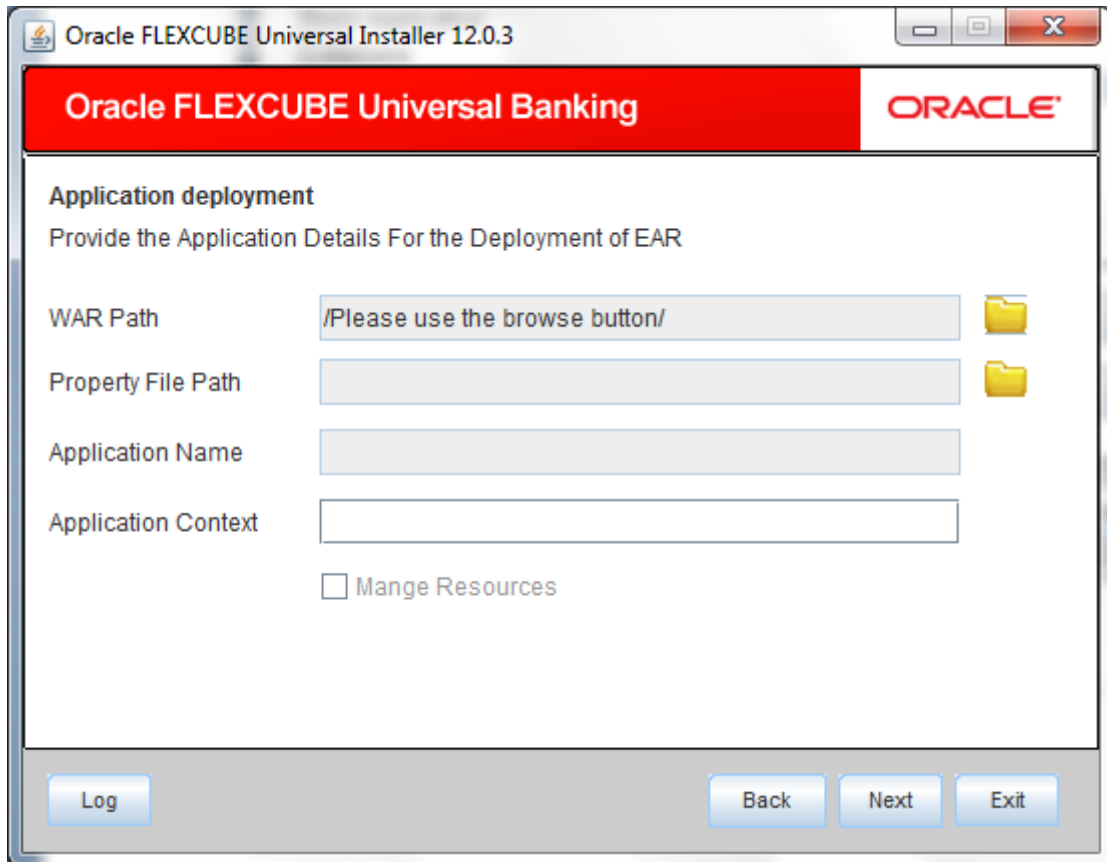 Oracle FLEXCUBE Universal Installer 12.0.3
Oracle FLEXCUBE Universal Banking
ORACLE
Application deployment
Provide the Application Details For the Deployment of EAR
WAR Path
/Please use the browse button/
Property File Path
Application Name
Application Context
Mange Resources
Log
Back
Next
Exit